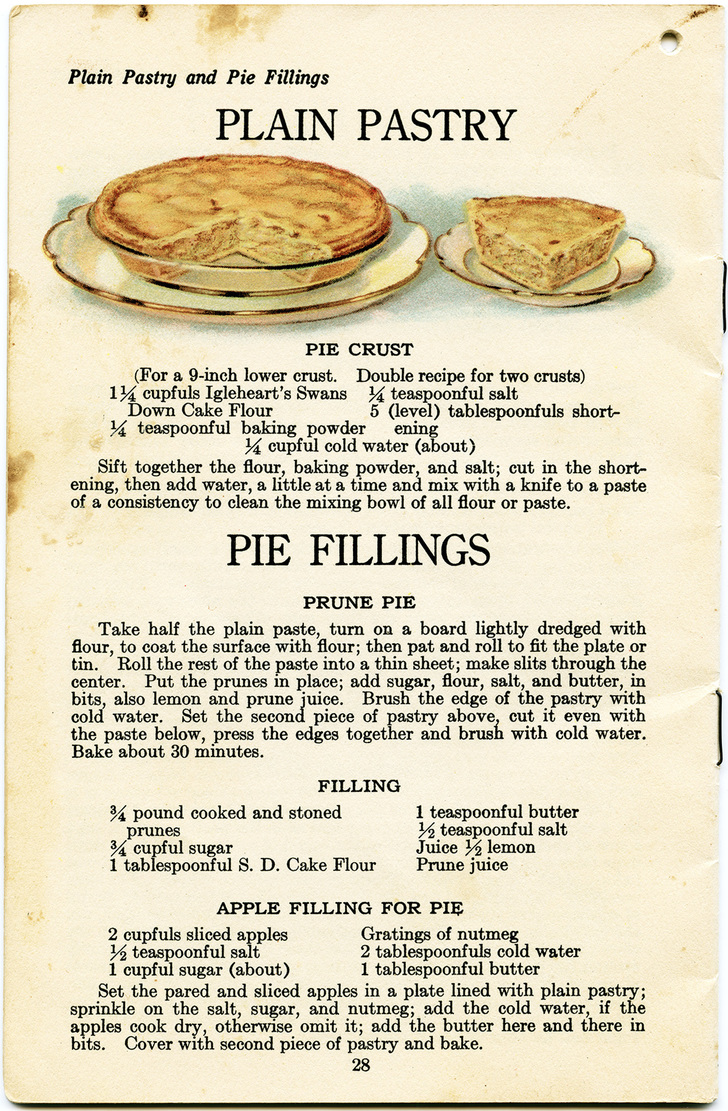 Plain Pastry and Pie Fillings
PLAIN PASTRY
PIE CRUST
(For a 9-inch lower crust. Double recipe for two crusts)
1¼ cupfuls Igleheart's Swans
Down Cake Flour
¼ teaspoonful baking powder
¼ teaspoonful salt
5 (level) tablespoonfuls short-
ening
¼ cupful cold water (about)
Sift together the flour, baking powder, and salt; cut in the short-
ening, then add water, a little at a time and mix with a knife to a paste
of a consistency to clean the mixing bowl of all flour or paste.
PIE FILLINGS
PRUNE PIE
Take half the plain paste, turn on a board lightly dredged with
flour, to coat the surface with flour; then pat and roll to fit the plate or
tin. Roll the rest of the paste into a thin sheet; make slits through the
center. Put the prunes in place; add sugar, flour, salt, and butter, in
bits, also lemon and prune juice. Brush the edge of the pastry with
cold water. Set the second piece of pastry above, cut it even with
the paste below, press the edges together and brush with cold water.
Bake about 30 minutes.
FILLING
¾ pound cooked and stoned
prunes
¾ cupful sugar
1 tablespoonful S. D. Cake Flour
1 teaspoonful butter
½ teaspoonful salt
Juice ½ lemon
Prune juice
APPLE FILLING FOR PIE
2 cupfuls sliced apples
½ teaspoonful salt
1 cupful sugar (about)
Gratings of nutmeg
2 tablespoonfuls cold water
1 tablespoonful butter
Set the pared and sliced apples in a plate lined with plain pastry;
sprinkle on the salt, sugar, and nutmeg; add the cold water, if the
apples cook dry, otherwise omit it; add the butter here and there in
bits. Cover with second piece of pastry and bake.
28